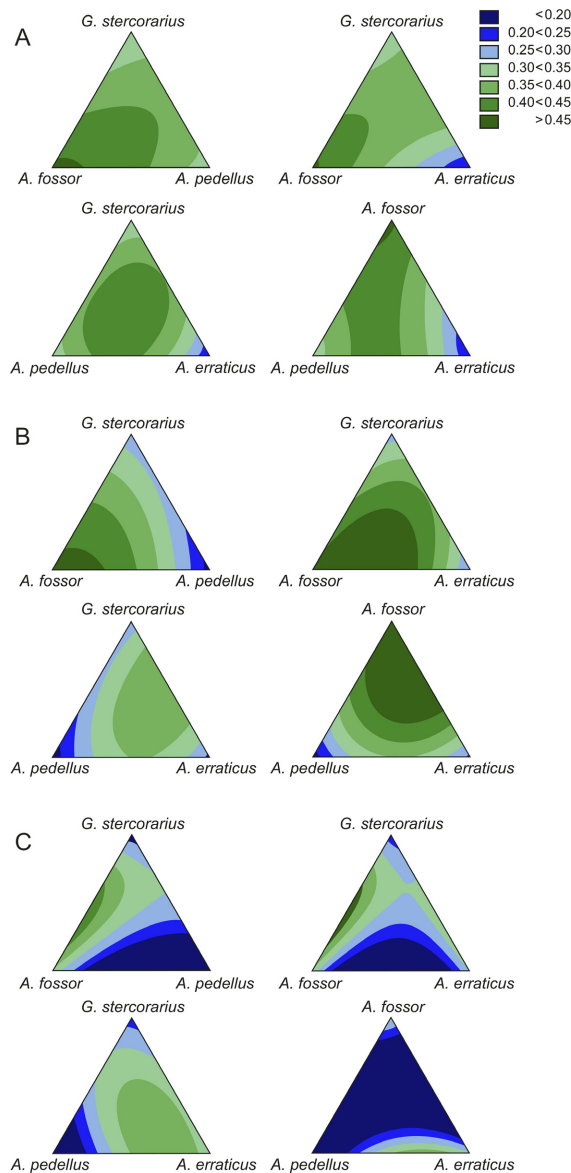 A
G. stercorarius
G. stercorarius
<0.20
0.20<0.25
0.25<0.30
0.30<0.35
0.35<0.40
0.40<0.45
>0.45
A. fossor
A. pedellus
A. fossor
A. erraticus
G. stercorarius
A. fossor
A. pedellus
A. erraticus
A. pedellus
A. erraticus
B
G. stercorarius
G. stercorarius
A. fossor
A. pedellus
A. fossor
A. erraticus
G. stercorarius
A. fossor
A. pedellus
A. erraticus
A. pedellus
A. erraticus
C
G. stercorarius
G. stercorarius
A. fossor
A. pedellus
A. fossor
A. erraticus
G. stercorarius
A. fossor
A. pedellus
A. erraticus
A. pedellus
A. erraticus